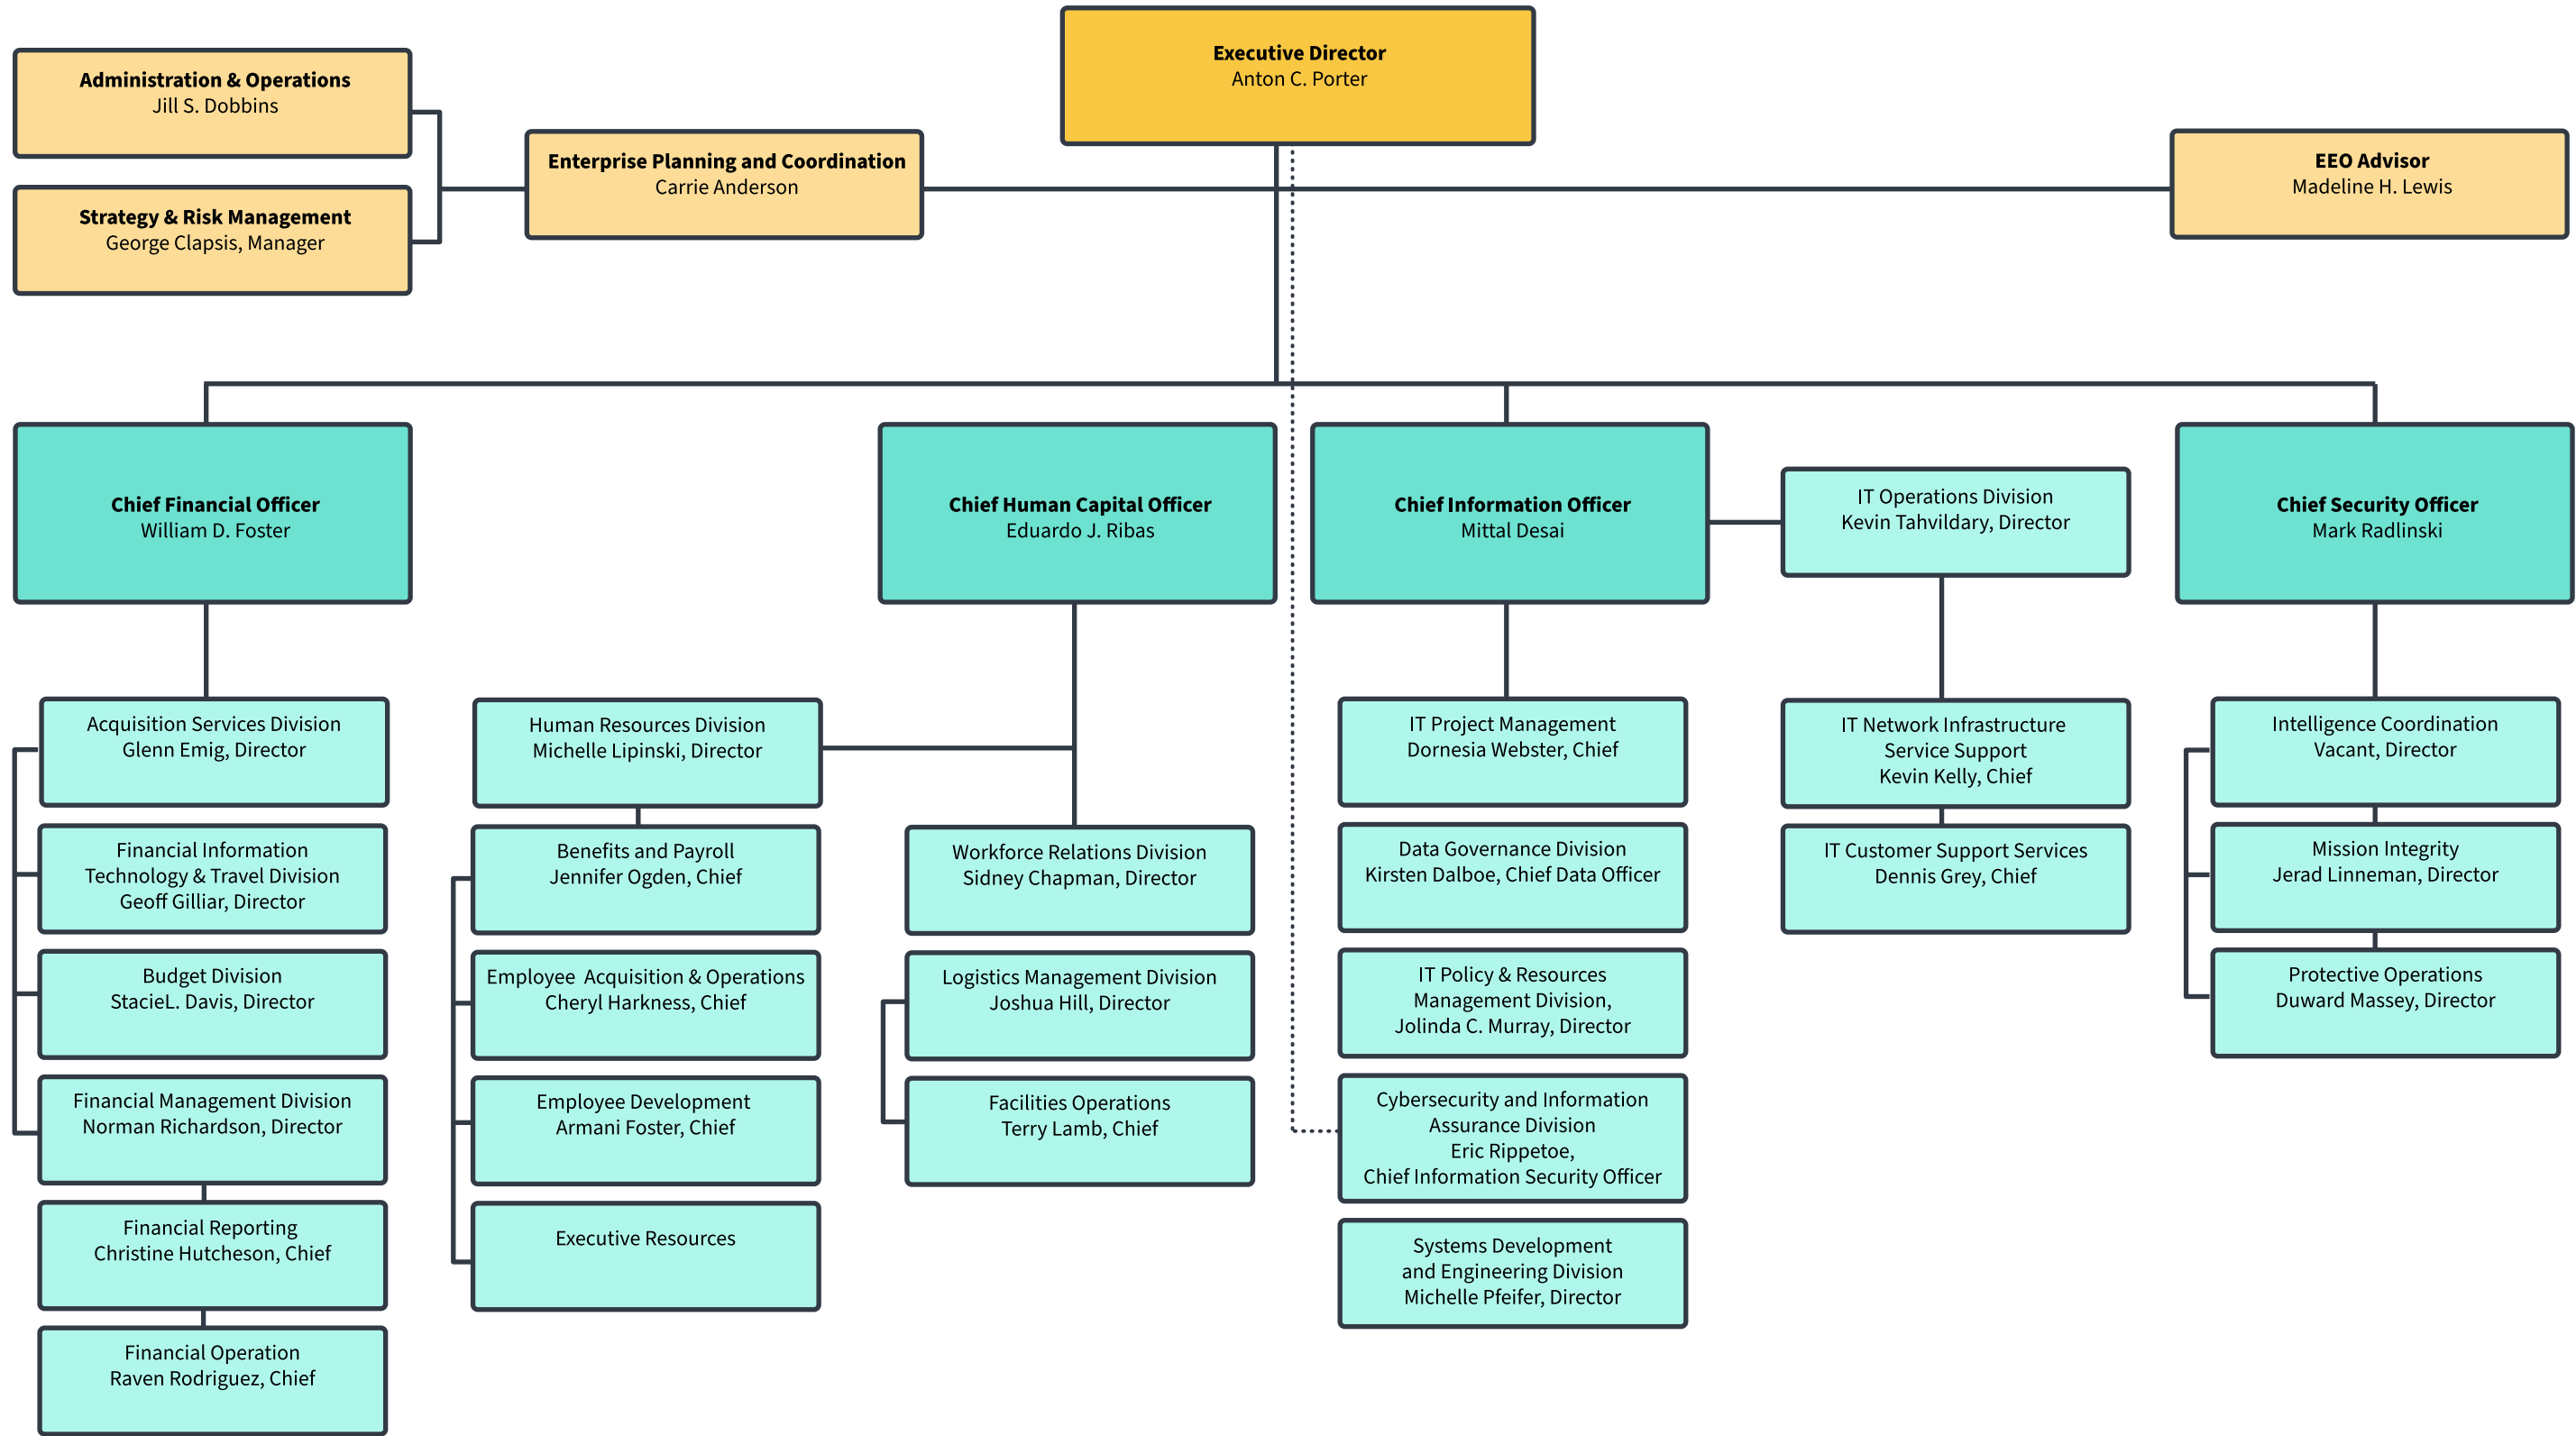 Executive Director
Anton C. Porter
Administration & Operations
Jill S. Dobbins
Strategy & Risk Management
George Clapsis, Manager
Enterprise Planning and Coordination
Carrie Anderson
EEO Advisor
Madeline H. Lewis
Chief Financial Officer
William D. Foster
Chief Human Capital Officer
Eduardo J. Ribas
Chief Information Officer
Mittal Desai
IT Operations Division
Kevin Tahvildary, Director
Chief Security Officer
Mark Radlinski
Acquisition Services Division
Glenn Emig, Director
Financial Information
Technology & Travel Division
Geoff Gilliar, Director
Budget Division
StacieL. Davis, Director
Financial Management Division
Norman Richardson, Director
Financial Reporting
Christine Hutcheson, Chief
Financial Operation
Raven Rodriguez, Chief
Human Resources Division
Michelle Lipinski, Director
Benefits and Payroll
Jennifer Ogden, Chief
Employee  Acquisition & Operations
Cheryl Harkness, Chief
Employee Development
Armani Foster, Chief
Executive Resources
Workforce Relations Division
Sidney Chapman, Director
Logistics Management Division
Joshua Hill, Director
Facilities Operations
Terry Lamb, Chief
IT Project Management
Dornesia Webster, Chief
Data Governance Division
Kirsten Dalboe, Chief Data Officer
IT Policy & Resources
Management Division,
Jolinda C. Murray, Director
Cybersecurity and Information
Assurance Division
Eric Rippetoe,
Chief Information Security Officer
Systems Development
and Engineering Division
Michelle Pfeifer, Director
IT Network Infrastructure
Service Support
Kevin Kelly, Chief
IT Customer Support Services
Dennis Grey, Chief
Intelligence Coordination
Vacant, Director
Mission Integrity
Jerad Linneman, Director
Protective Operations
Duward Massey, Director